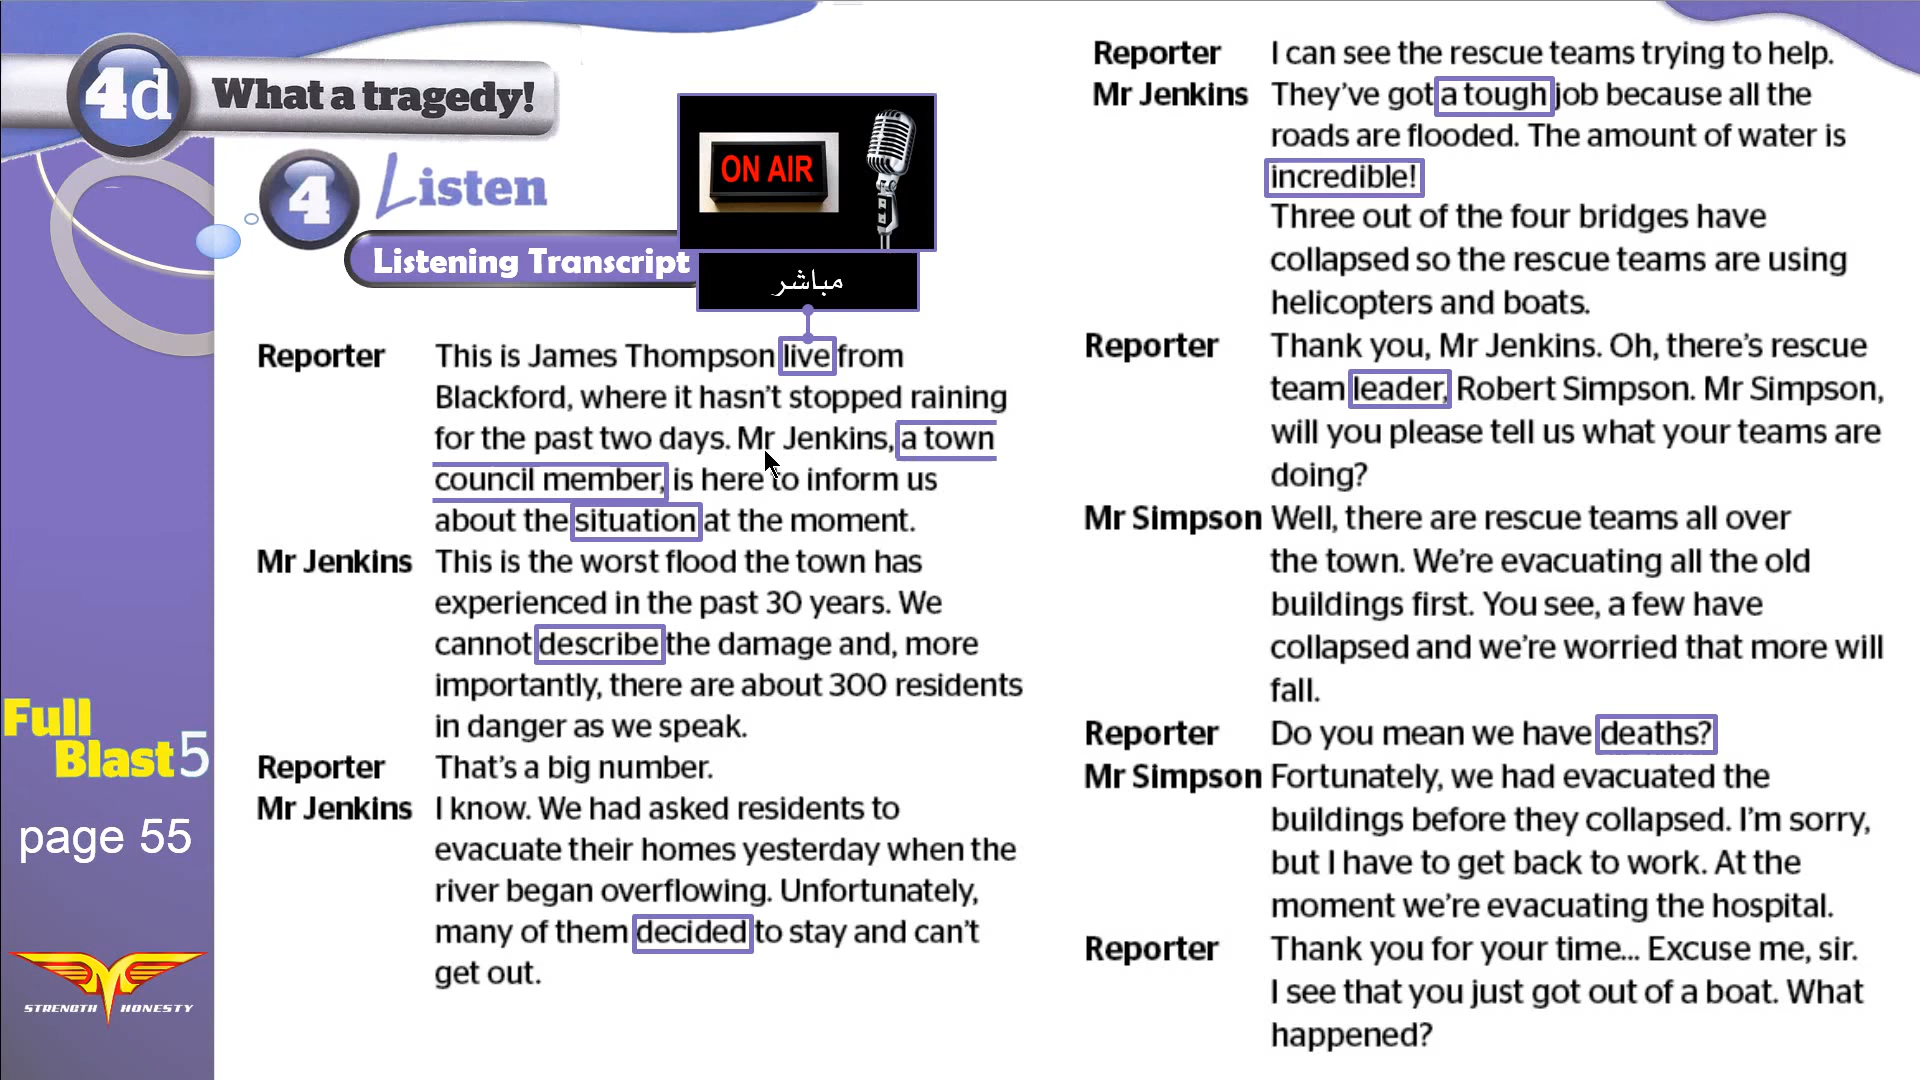 4d What a tragedy!
4 Listen
ON AIR
Listening Transcript
مباشر
Reporter This is James Thompson live from
Blackford, where it hasn't stopped raining
for the past two days. Mr Jenkins, a town
council member, is here to inform us
about the situation at the moment.
Mr Jenkins This is the worst flood the town has
experienced in the past 30 years. We
cannot describe the damage and, more
importantly, there are about 300 residents
in danger as we speak.
Reporter That's a big number.
Mr Jenkins I know. We had asked residents to
evacuate their homes yesterday when the
river began overflowing. Unfortunately,
many of them decided to stay and can't
get out.
Reporter I can see the rescue teams trying to help.
Mr Jenkins They've got a tough job because all the
roads are flooded. The amount of water is
incredible!
Three out of the four bridges have
collapsed so the rescue teams are using
helicopters and boats.
Reporter Thank you, Mr Jenkins. Oh, there's rescue
team leader, Robert Simpson. Mr Simpson,
will you please tell us what your teams are
doing?
Mr Simpson Well, there are rescue teams all over
the town. We're evacuating all the old
buildings first. You see, a few have
collapsed and we're worried that more will
fall.
Reporter Do you mean we have deaths?
Mr Simpson Fortunately, we had evacuated the
buildings before they collapsed. I'm sorry,
but I have to get back to work. At the
moment we're evacuating the hospital.
Reporter Thank you for your time... Excuse me, sir.
I see that you just got out of a boat. What
happened?
Full
Blast 5
page 55
STRENGTH HONESTY